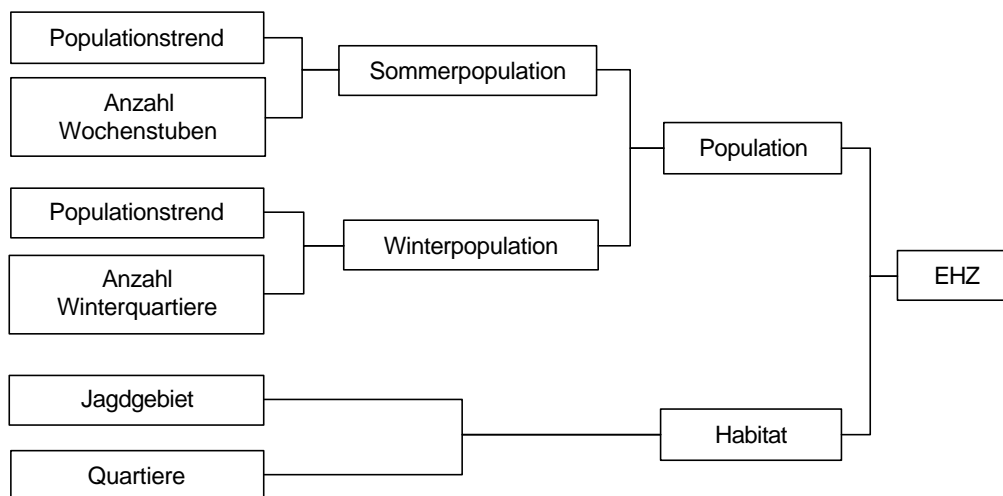 Populationstrend
Anzahl
Wochenstuben
Sommerpopulation
Populationstrend
Anzahl
Winterquartiere
Winterpopulation
Population
EHZ
Jagdgebiet
Quartiere
Habitat